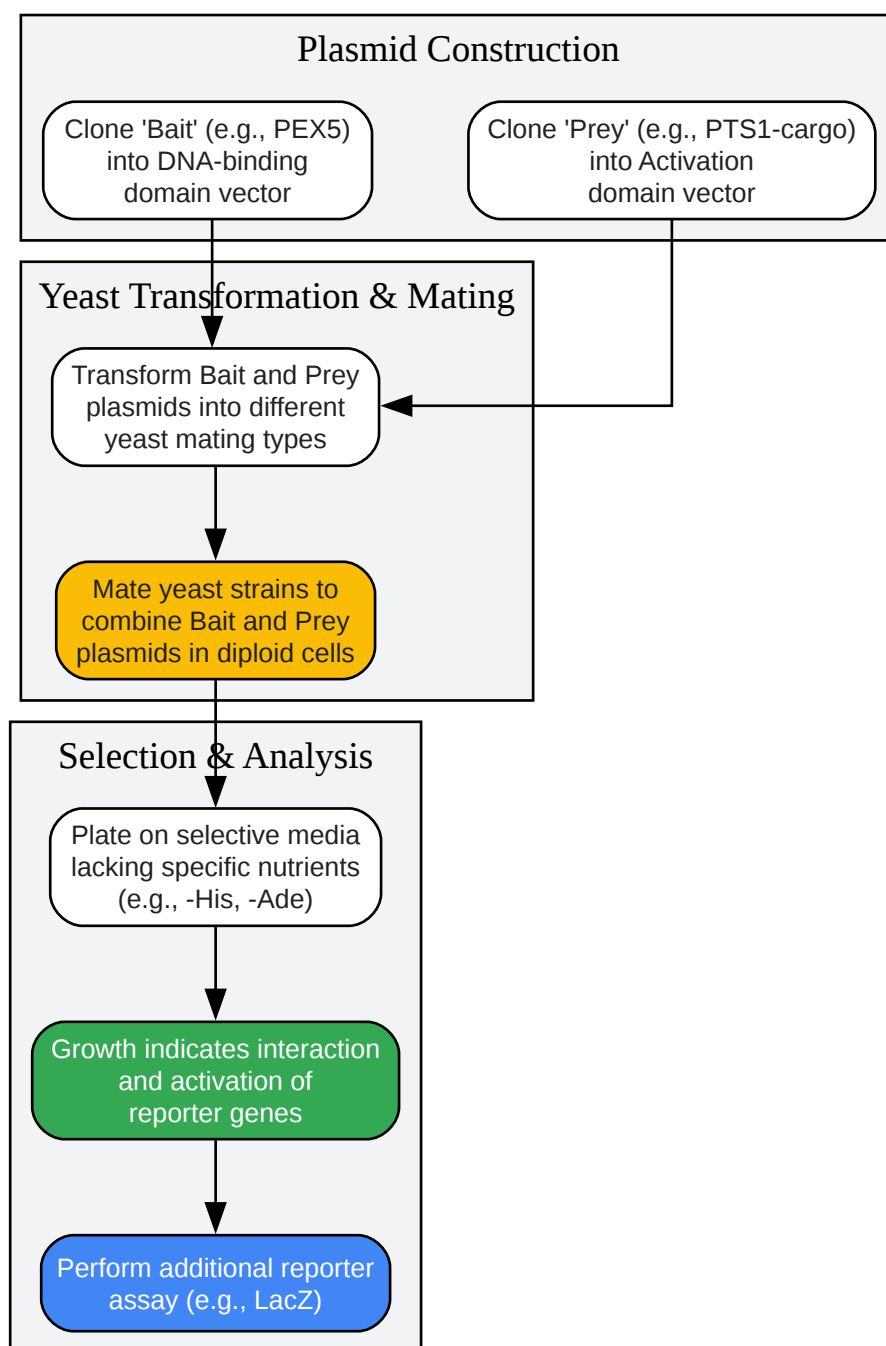 Plasmid Construction
Clone 'Bait' (e.g., PEX5)
into DNA-binding
domain vector
Clone 'Prey' (e.g., PTS1-cargo)
into Activation
domain vector
Yeast Transformation & Mating
Transform Bait and Prey
plasmids into different
yeast mating types
Mate yeast strains to
combine Bait and Prey
plasmids in diploid cells
Selection & Analysis
Plate on selective media
lacking specific nutrients
(e.g., -His, -Ade)
Growth indicates interaction
and activation of
reporter genes
Perform additional reporter
assay (e.g., LacZ)